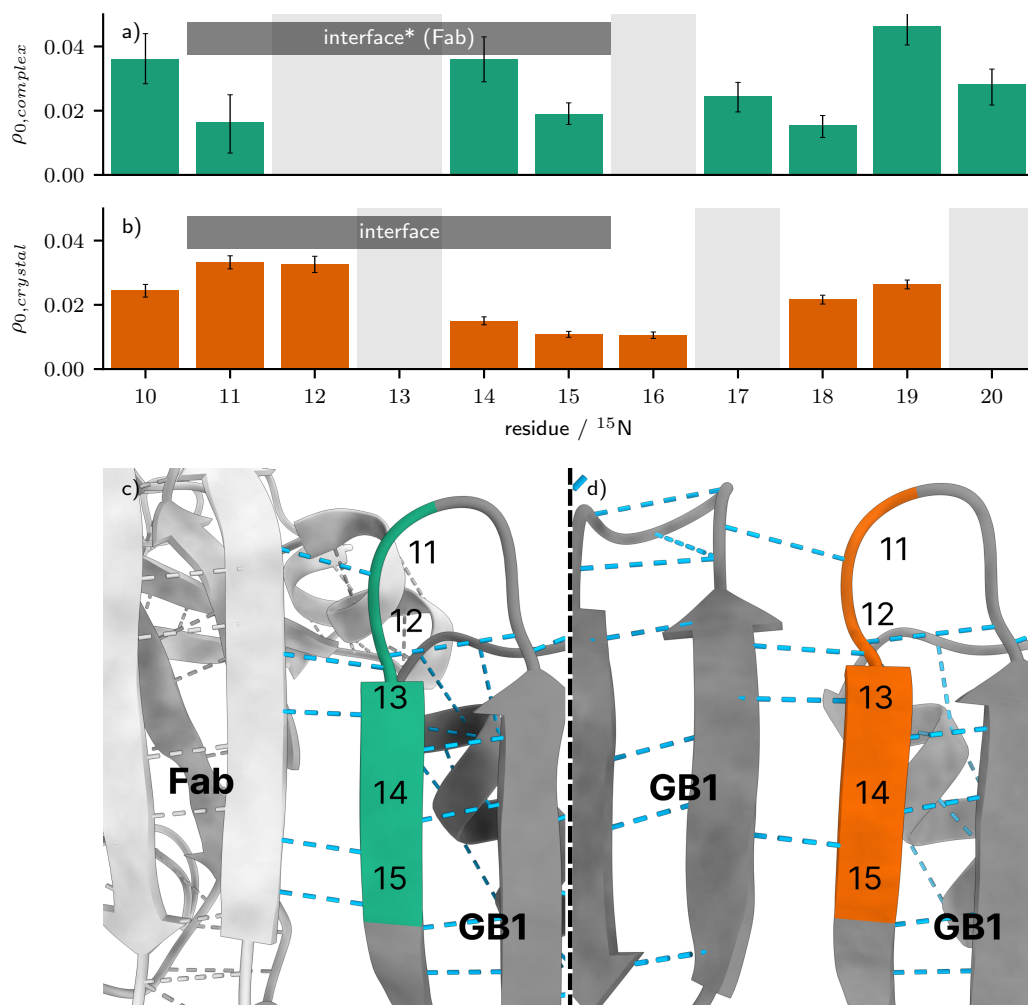 a)
interface* (Fab)
0.04
0.02
0.00
ρ0,complex
b)
interface
0.04
0.02
0.00
ρ0,crystal
10 11 12 13 14 15 16 17 18 19 20
residue / 15N
c)
11
12
13
14
15
Fab
GB1
d)
11
12
13
14
15
GB1
GB1